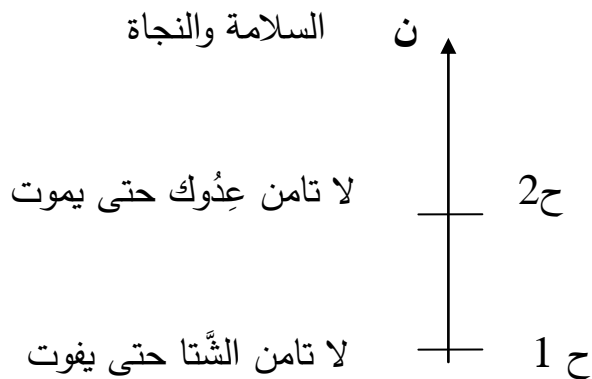 ن السلامة والنجاة
ح2 لا تامن عِدُوك حتى يموت
ح 1 لا تامن الشَّتا حتى يفوت